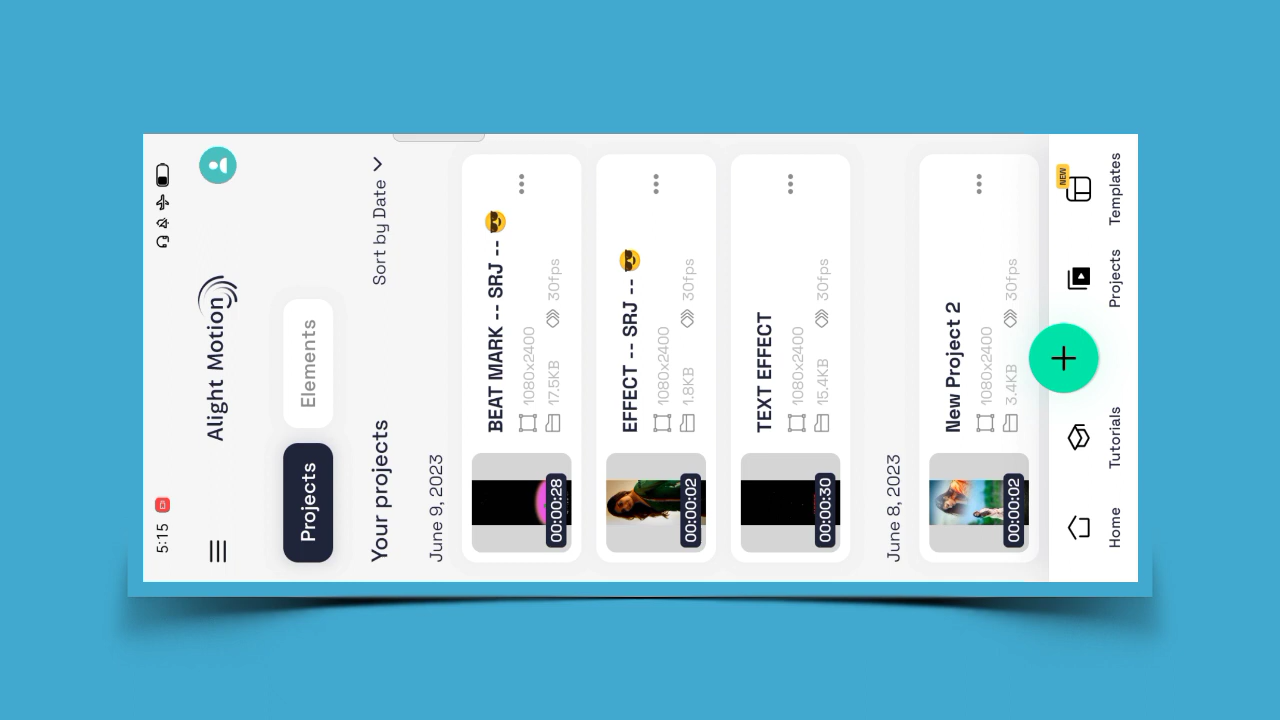 5:15
Alight Motion
Projects
Elements
Your projects
Sort by Date
June 9, 2023
BEAT MARK -- SRJ -- 😎
1080x2400
17.5KB 30fps
00:00:28
EFFECT -- SRJ -- 😎
1080x2400
1.8KB 30fps
00:00:02
TEXT EFFECT
1080x2400
15.4KB 30fps
00:00:30
June 8, 2023
New Project 2
1080x2400
3.4KB 30fps
00:00:02
NEW
Home
Tutorials
Projects
Templates